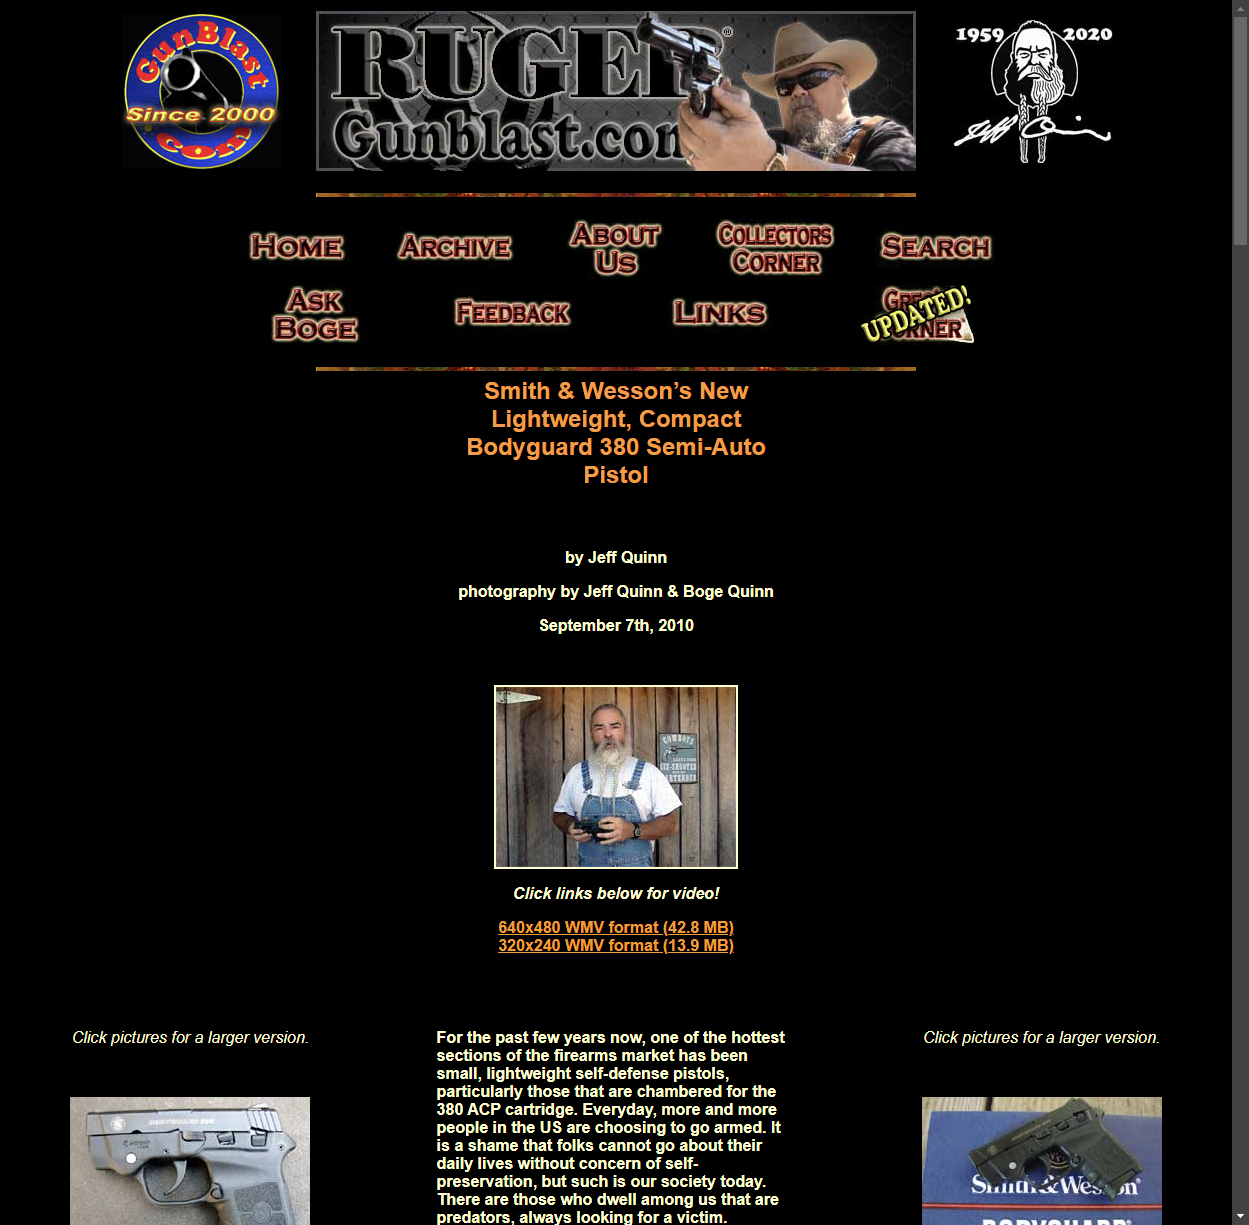 GunBlast
Since 2000
com
RUGER®
Gunblast.com
1959 2020
Jeff Quinn
HOME
ARCHIVE
ABOUT
US
COLLECTORS
CORNER
SEARCH
ASK
BOGE
FEEDBACK
LINKS
UPDATED!
CORNER
Smith & Wesson’s New
Lightweight, Compact
Bodyguard 380 Semi-Auto
Pistol
by Jeff Quinn
photography by Jeff Quinn & Boge Quinn
September 7th, 2010
COWBOYS
Click links below for video!
640x480 WMV format (42.8 MB)
320x240 WMV format (13.9 MB)
Click pictures for a larger version.
For the past few years now, one of the hottest
sections of the firearms market has been
small, lightweight self-defense pistols,
particularly those that are chambered for the
380 ACP cartridge. Everyday, more and more
people in the US are choosing to go armed. It
is a shame that folks cannot go about their
daily lives without concern of self-
preservation, but such is our society today.
There are those who dwell among us that are
predators, always looking for a victim.
Click pictures for a larger version.
BODYGUARD 380
Smith & Wesson
BODYGUARD